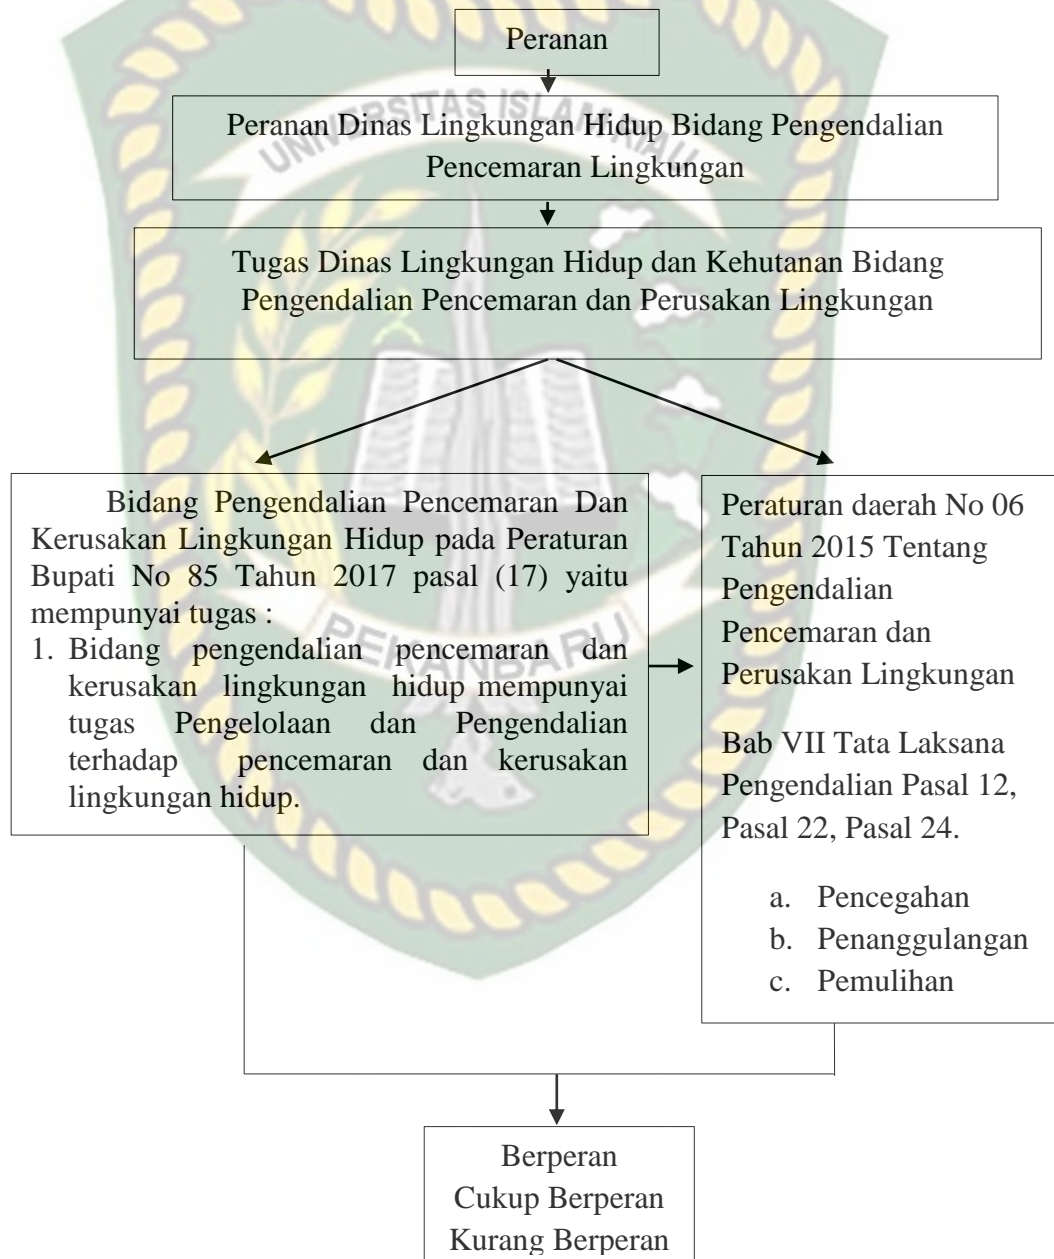 Peranan
UNIVERSITAS ISLAM RIAU
Peranan Dinas Lingkungan Hidup Bidang Pengendalian
Pencemaran Lingkungan
Tugas Dinas Lingkungan Hidup dan Kehutanan Bidang
Pengendalian Pencemaran dan Perusakan Lingkungan
Bidang Pengendalian Pencemaran Dan
Kerusakan Lingkungan Hidup pada Peraturan
Bupati No 85 Tahun 2017 pasal (17) yaitu
mempunyai tugas :
1. Bidang pengendalian pencemaran dan
kerusakan lingkungan hidup mempunyai
tugas Pengelolaan dan Pengendalian
terhadap pencemaran dan kerusakan
lingkungan hidup.
PEKANBARU
Peraturan daerah No 06
Tahun 2015 Tentang
Pengendalian
Pencemaran dan
Perusakan Lingkungan
Bab VII Tata Laksana
Pengendalian Pasal 12,
Pasal 22, Pasal 24.
a. Pencegahan
b. Penanggulangan
c. Pemulihan
Berperan
Cukup Berperan
Kurang Berperan